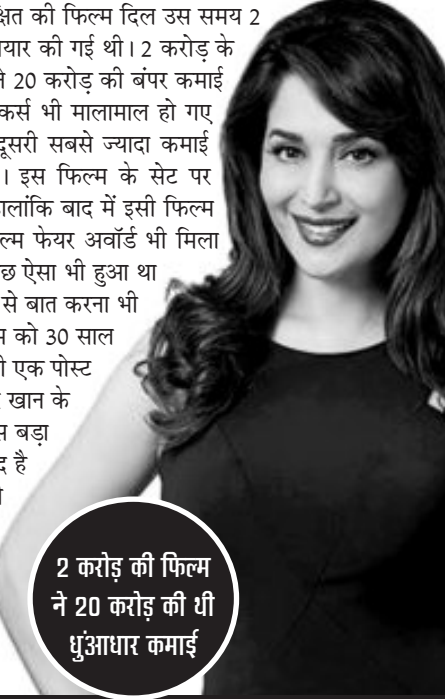 क्षित की फिल्म दिल उस समय 2
यार की गई थी। 2 करोड़ के
ने 20 करोड़ की बंपर कमाई
कर्स भी मालामाल हो गए
दूसरी सबसे ज्यादा कमाई
। इस फिल्म के सेट पर
हालांकि बाद में इसी फिल्म
ल्म फेयर अवॉर्ड भी मिला
छ ऐसा भी हुआ था
से बात करना भी
को 30 साल
एक पोस्ट
खान के
बड़ा
द है
2 करोड़ की फिल्म
ने 20 करोड़ की थी
धुंआधार कमाई